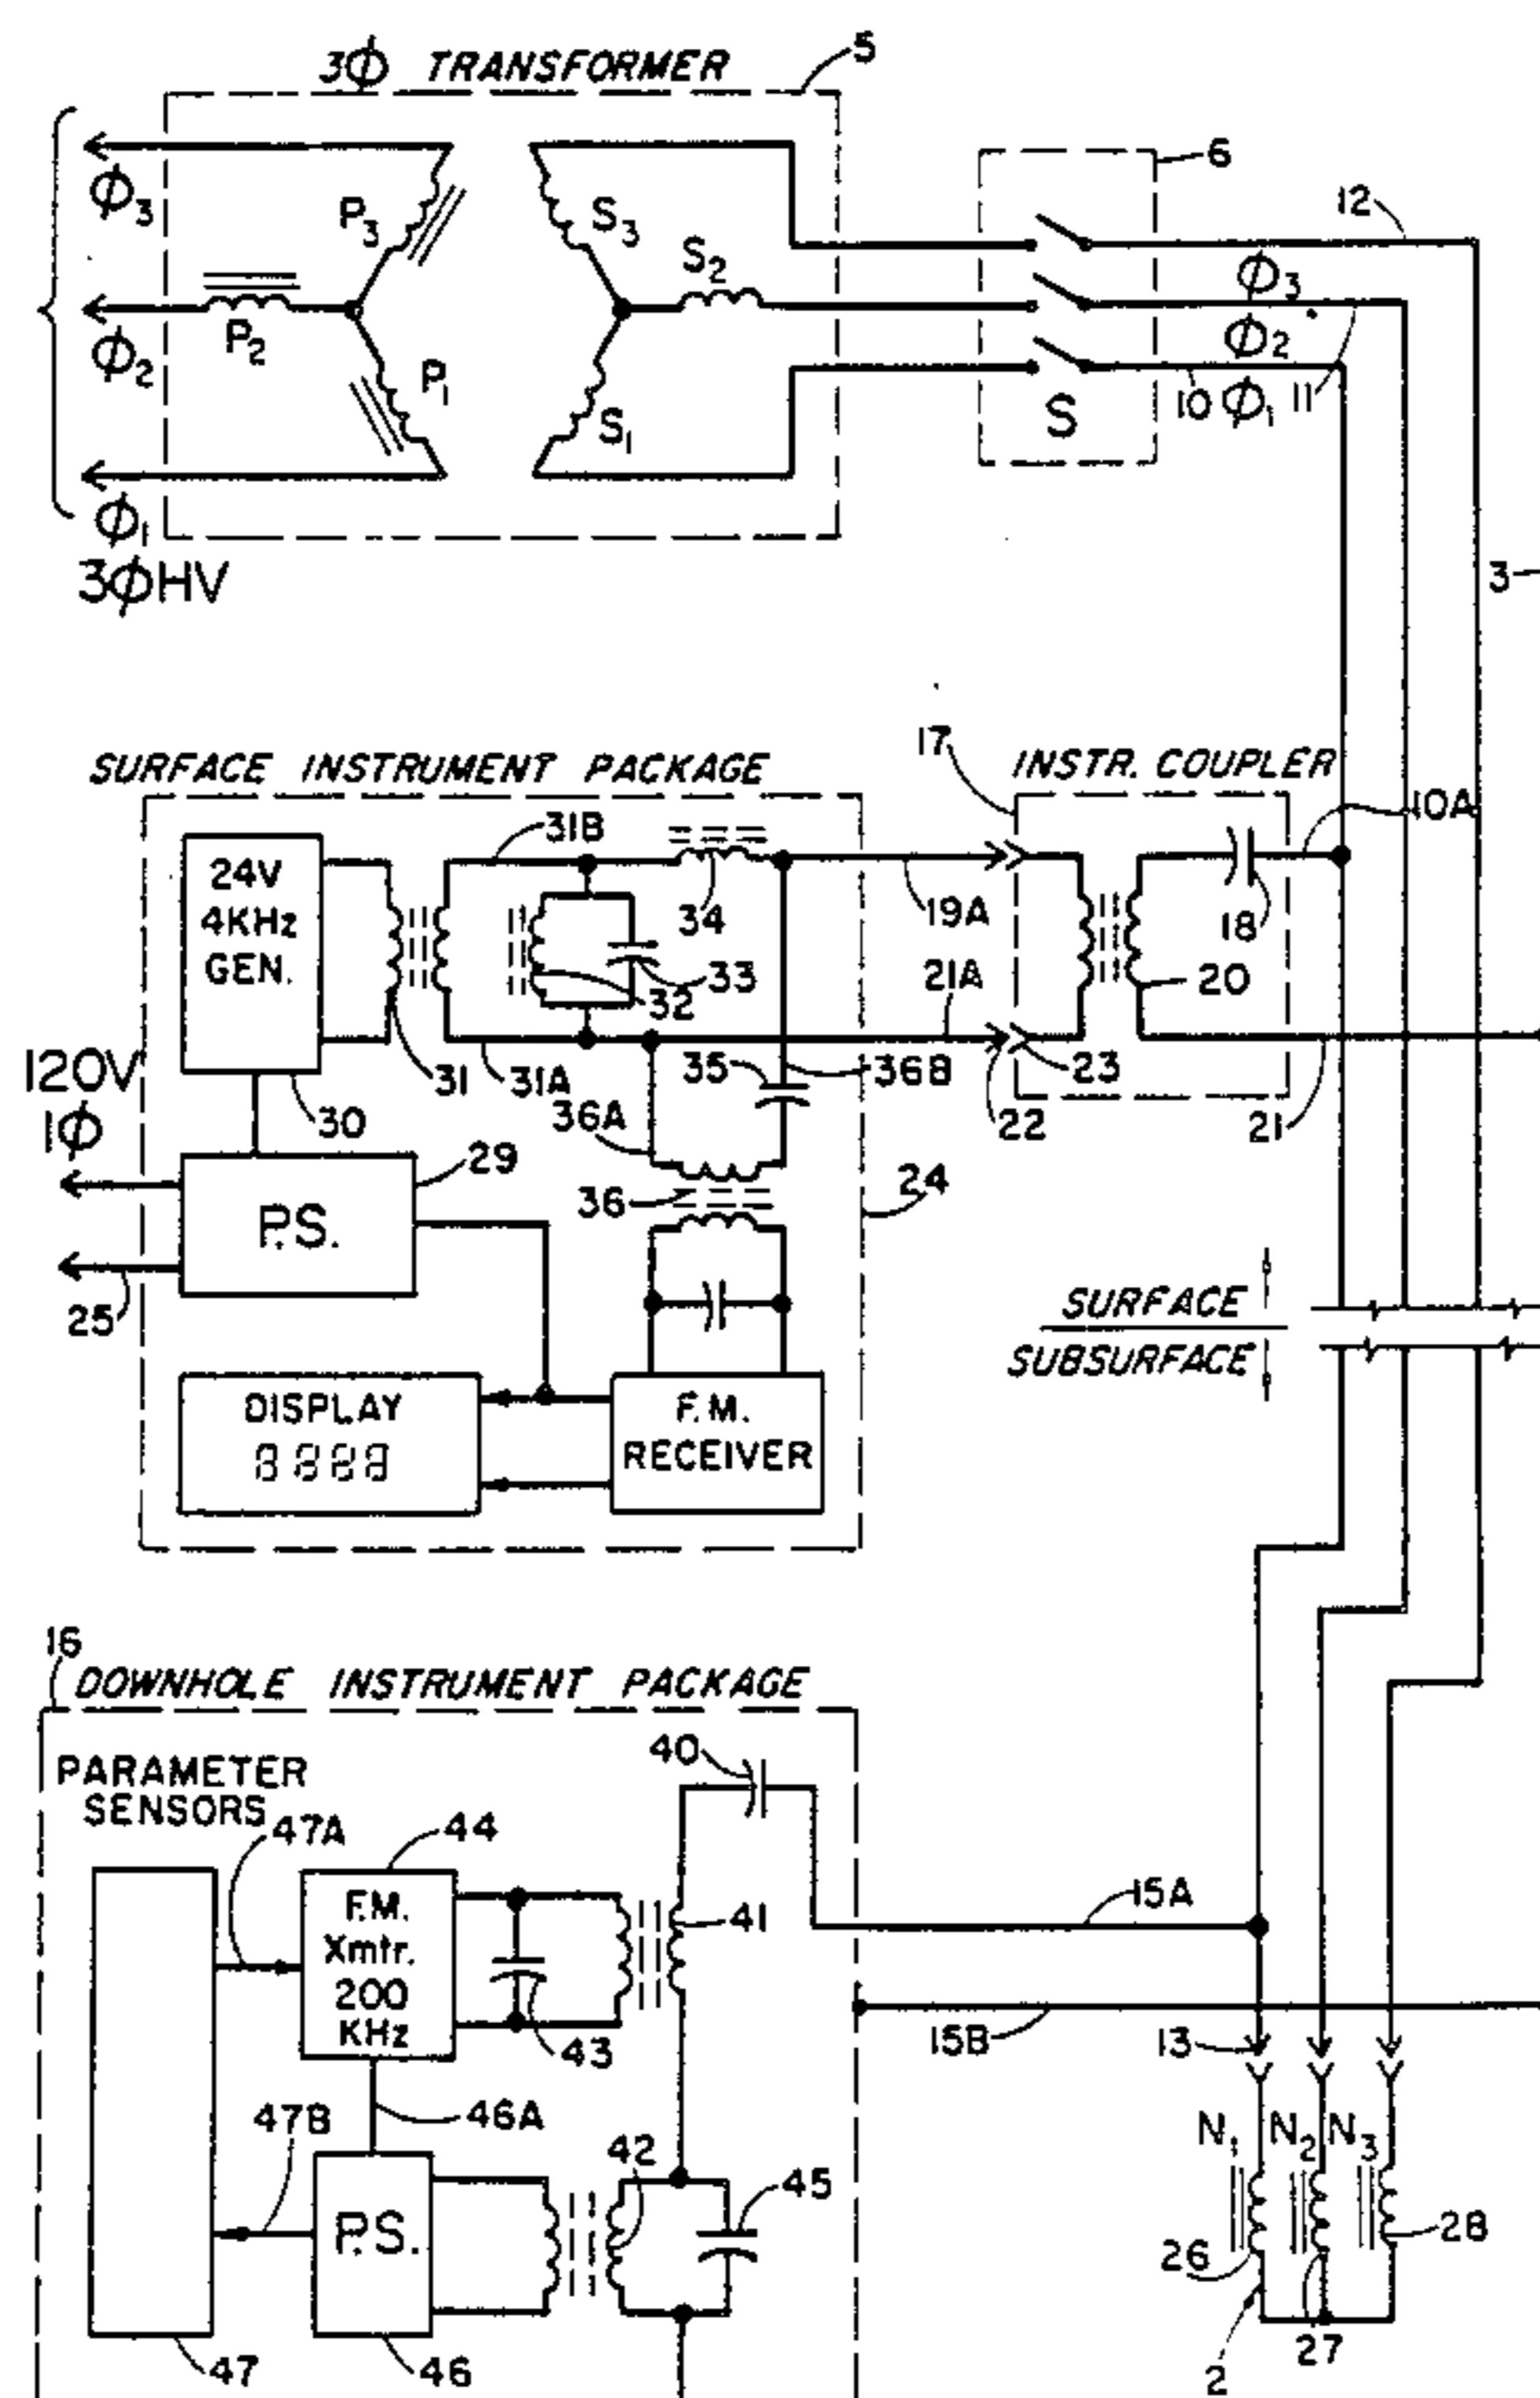 3Φ TRANSFORMER
5
Φ3
P3
S3
6
12
Φ2
P2
S2
Φ3
Φ2
P1
S1
S
10 Φ1 11
Φ1
3ΦHV
3
SURFACE INSTRUMENT PACKAGE
17
INSTR. COUPLER
10A
24V
4KHz
GEN.
31B
34
19A
18
33
32
21A
20
120V
1Φ
30
31
31A
35
36B
22
23
21
36A
29
36
24
P.S.
25
SURFACE
SUBSURFACE
DISPLAY
8888
F.M.
RECEIVER
16
DOWNHOLE INSTRUMENT PACKAGE
PARAMETER
SENSORS
40
47A
44
F.M.
Xmtr.
200
KHz
41
15A
43
15B
13
47B
46A
42
45
N1 N2 N3
P.S.
26
28
47
46
27
2